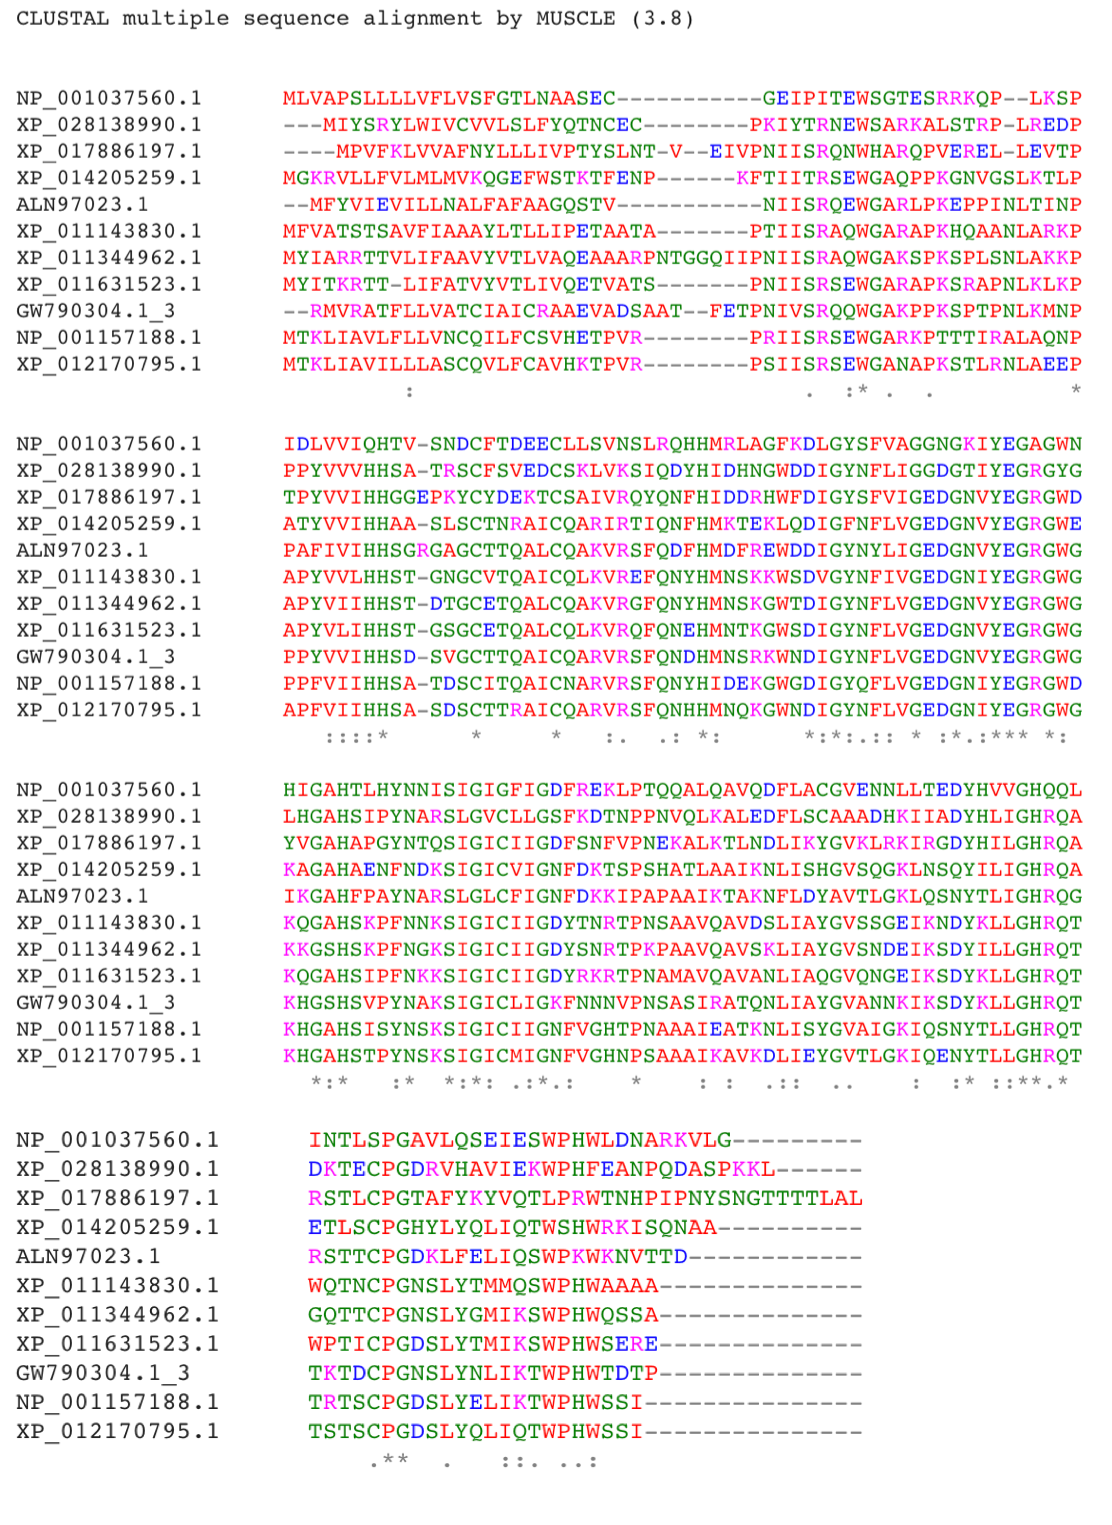 CLUSTAL multiple sequence alignment by MUSCLE (3.8)
NP_001037560.1 MLVAPSLLLLVFLVSFGTLNAASEC-----------GEIPITEWSGTESRRKQP--LKSP
XP_028138990.1 ---MIYSRYLWIVCVVLSLFYQTNCEC--------PKIYTRNEWSARKALSTRP-LREDP
XP_017886197.1 ----MPVFKLVVAFNYLLLIVPTYSLNT-V--EIVPNIISRQNWHARQPVEREL-LEVTP
XP_014205259.1 MGKRVLLFVLMLMVKQGEFWSTKTFENP------KFTIITRSEWGAQPPKGNVGSLKTLP
ALN97023.1 --MFYVIEVILLNALFAFAAGQSTV-----------NIISRQEWGARLPKEPPINLTINP
XP_011143830.1 MFVATSTSAVFIAAAYLTLLIPETAATA-------PTIISRAQWGARAPKHQAANLARKP
XP_011344962.1 MYIARRTTVLIFAAVYVTLVAQEAAARPNTGGQIIPNIISRAQWGAKSPKSPLSNLAKKP
XP_011631523.1 MYITKRTT-LIFATVYVTLIVQETVATS-------PNIISRSEWGARAPKSRAPNLKLKP
GW790304.1_3 --RMVRATFLLVATCIAICRAAEVADSAAT--FETPNIVSRQQWGAKPPKSPTPNLKMNP
NP_001157188.1 MTKLIAVLFLLVNCQILFCSVHETPVR--------PRIISRSEWGARKPTTTIRALAQNP
XP_012170795.1 MTKLIAVILLLASCQVLFCAVHKTPVR--------PSIISRSEWGANAPKSTLRNLAEEP
: . :* . . *
NP_001037560.1 IDLVVIQHTV-SNDCFTDEECLLSVNSLRQHHMRLAGFKDLGYSFVAGGNGKIYEGAGWN
XP_028138990.1 PPYVVVHHSA-TRSCFSVEDCSKLVKSIQDYHIDHNGWDDIGYNFLIGGDGTIYEGRGYG
XP_017886197.1 TPYVVIHHGGEPKYCYDEKTCSAIVRQYQNFHIDDRHWFDIGYSFVIGEDGNVYEGRGWD
XP_014205259.1 ATYVVIHHAA-SLSCTNRAICQARIRTIQNFHMKTEKLQDIGFNFLVGEDGNVYEGRGWE
ALN97023.1 PAFIVIHHSGRGAGCTTQALCQAKVRSFQDFHMDFREWDDIGYNYLIGEDGNVYEGRGWG
XP_011143830.1 APYVVLHHST-GNGCVTQAICQLKVREFQNYHMNSKKWSDVGYNFIVGEDGNIYEGRGWG
XP_011344962.1 APYVIIHHST-DTGCETQALCQAKVRGFQNYHMNSKGWTDIGYNFLVGEDGNVYEGRGWG
XP_011631523.1 APYVLIHHST-GSGCETQALCQLKVRQFQNEHMNTKGWSDIGYNFLVGEDGNVYEGRGWG
GW790304.1_3 PPYVVIHHSD-SVGCTTQAICQARVRSFQNDHMNSRKWNDIGYNFLVGEDGNVYEGRGWG
NP_001157188.1 PPFVIIHHSA-TDSCITQAICNARVRSFQNYHIDEKGWGDIGYQFLVGEDGNIYEGRGWD
XP_012170795.1 APFVIIHHSA-SDSCTTRAICQARVRSFQNHHMNQKGWNDIGYNFLVGEDGNIYEGRGWG
::::* * * :. .: *: *:*:.:: * :*.:*** *:
NP_001037560.1 HIGAHTLHYNNISIGIGFIGDFREKLPTQQALQAVQDFLACGVENNLLTEDYHVVGHQQL
XP_028138990.1 LHGAHSIPYNARSLGVCLLGSFKDTNPPNVQLKALEDFLSCAAADHKIIADYHLIGHRQA
XP_017886197.1 YVGAHAPGYNTQSIGICIIGDFSNFVPNEKALKTLNDLIKYGVKLRKIRGDYHILGHRQA
XP_014205259.1 KAGAHAENFNDKSIGICVIGNFDKTSPSHATLAAIKNLISHGVSQGKLNSQYILIGHRQA
ALN97023.1 IKGAHFPAYNARSLGLCFIGNFDKKIPAPAAIKTAKNFLDYAVTLGKLQSNYTLIGHRQG
XP_011143830.1 KQGAHSKPFNNKSIGICIIGDYTNRTPNSAAVQAVDSLIAYGVSSGEIKNDYKLLGHRQT
XP_011344962.1 KKGSHSKPFNGKSIGICIIGDYSNRTPKPAAVQAVSKLIAYGVSNDEIKSDYILLGHRQT
XP_011631523.1 KQGAHSIPFNKKSIGICIIGDYRKRTPNAMAVQAVANLIAQGVQNGEIKSDYKLLGHRQT
GW790304.1_3 KHGSHSVPYNAKSIGICLIGKFNNNVPNSASIRATQNLIAYGVANNKIKSDYKLLGHRQT
NP_001157188.1 KHGAHSISYNSKSIGICIIGNFVGHTPNAAAIEATKNLISYGVAIGKIQSNYTLLGHRQT
XP_012170795.1 KHGAHSTPYNSKSIGICMIGNFVGHNPSAAAIKAVKDLIEYGVTLGKIQENYTLLGHRQT
*:* :* *:*: .:*.: * : : .:: .. : :* ::**.*
NP_001037560.1 INTLSPGAVLQSEIESWPHWLDNARKVLG---------
XP_028138990.1 DKTECPGDRVHAVIEKWPHFEANPQDASPKKL------
XP_017886197.1 RSTLCPGTAFYKYVQTLPRWTNHPIPNYSNGTTTTLAL
XP_014205259.1 ETLSCPGHYLYQLIQTWSHWRKISQNAA----------
ALN97023.1 RSTTCPGDKLFELIQSWPKWKNVTTD------------
XP_011143830.1 WQTNCPGNSLYTMMQSWPHWAAAA--------------
XP_011344962.1 GQTTCPGNSLYGMIKSWPHWQSSA--------------
XP_011631523.1 WPTICPGDSLYTMIKSWPHWSERE--------------
GW790304.1_3 TKTDCPGNSLYNLIKTWPHWTDTP--------------
NP_001157188.1 TRTSCPGDSLYELIKTWPHWSSI---------------
XP_012170795.1 TSTSCPGDSLYQLIQTWPHWSSI---------------
.** . ::. ..: